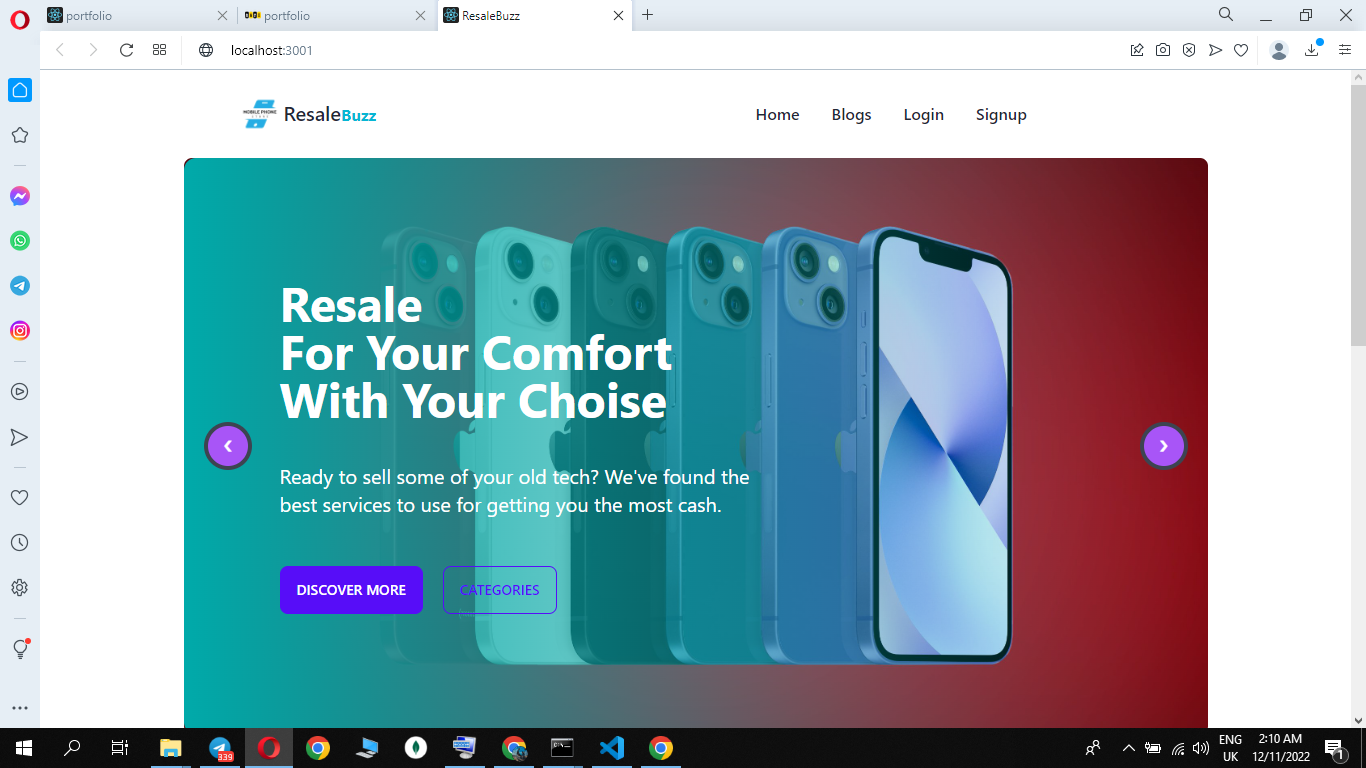 portfolio
portfolio
ResaleBuzz
localhost:3001
MOBILE PHONE
ResaleBuzz
Home
Blogs
Login
Signup
Resale
For Your Comfort
With Your Choise
Ready to sell some of your old tech? We've found the
best services to use for getting you the most cash.
DISCOVER MORE
CATEGORIES
339
ENG
UK
2:10 AM
12/11/2022
1